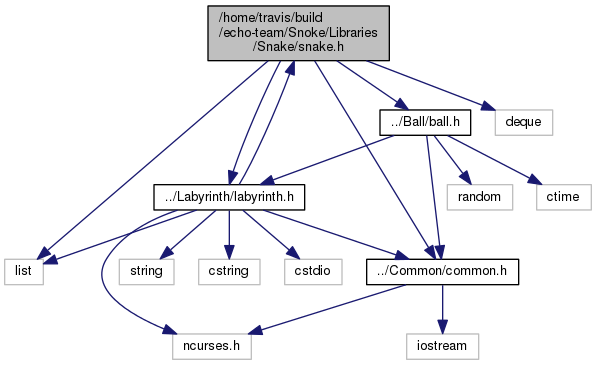 /home/travis/build
/echo-team/Snoke/Libraries
/Snake/snake.h
../Ball/ball.h
deque
../Labyrinth/labyrinth.h
random
ctime
list
string
cstring
cstdio
../Common/common.h
ncurses.h
iostream